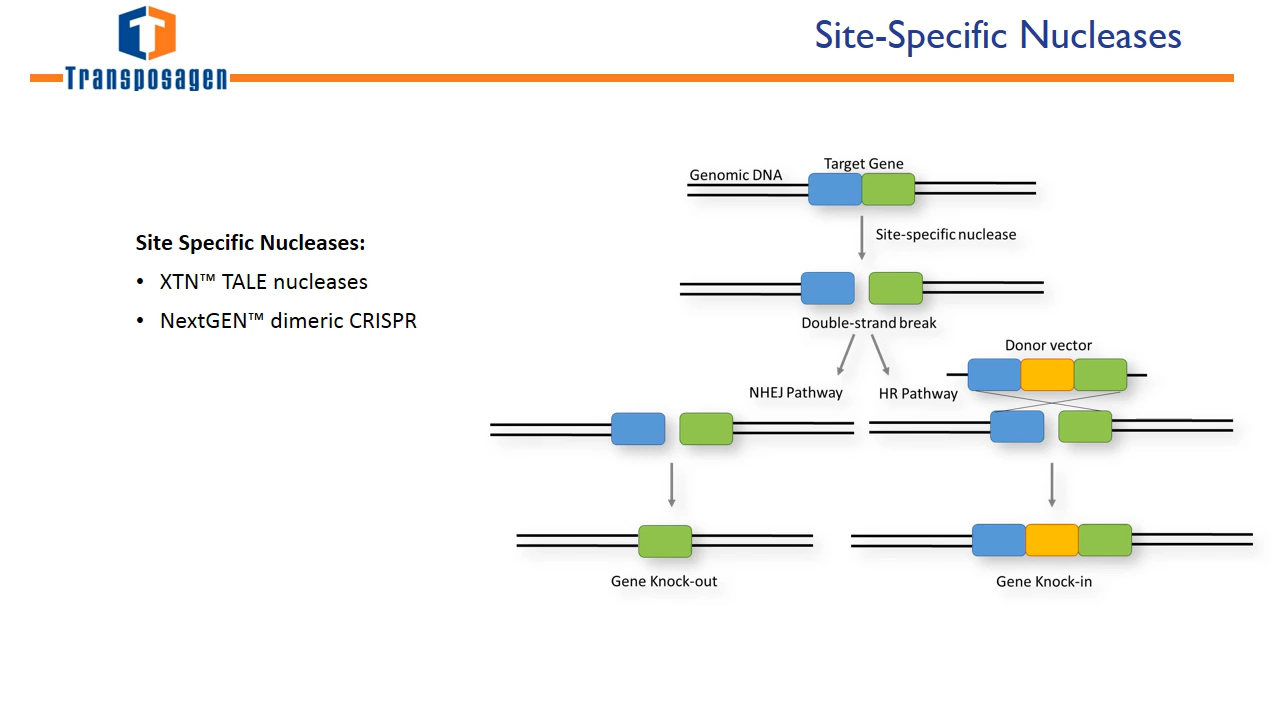 Transposagen
Site-Specific Nucleases
Site Specific Nucleases:
• XTN™ TALE nucleases
• NextGEN™ dimeric CRISPR
Target Gene
Genomic DNA
Site-specific nuclease
Double-strand break
Donor vector
NHEJ Pathway
HR Pathway
Gene Knock-out
Gene Knock-in